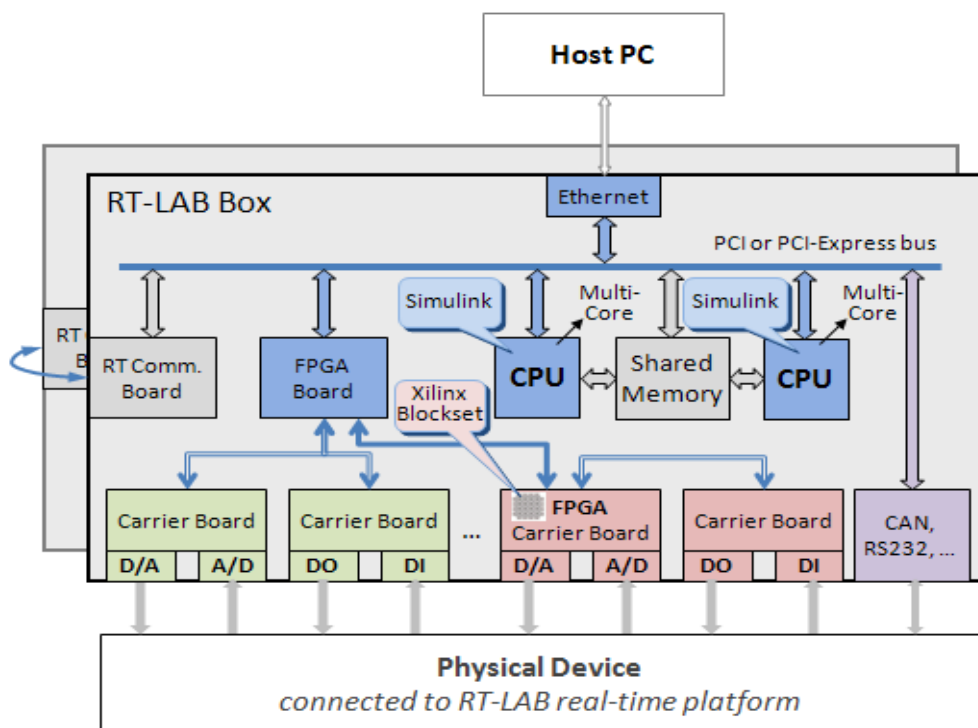 Host PC
RT-LAB Box
Ethernet
PCI or PCI-Express bus
Simulink
Multi-
Core
Simulink
Multi-
Core
RT
B
RT Comm.
Board
FPGA
Board
CPU
Shared
Memory
CPU
Xilinx
Blockset
Carrier Board
D/A
A/D
Carrier Board
DO
DI
...
FPGA
Carrier Board
D/A
A/D
Carrier Board
DO
DI
CAN,
RS232, ...
Physical Device
connected to RT-LAB real-time platform